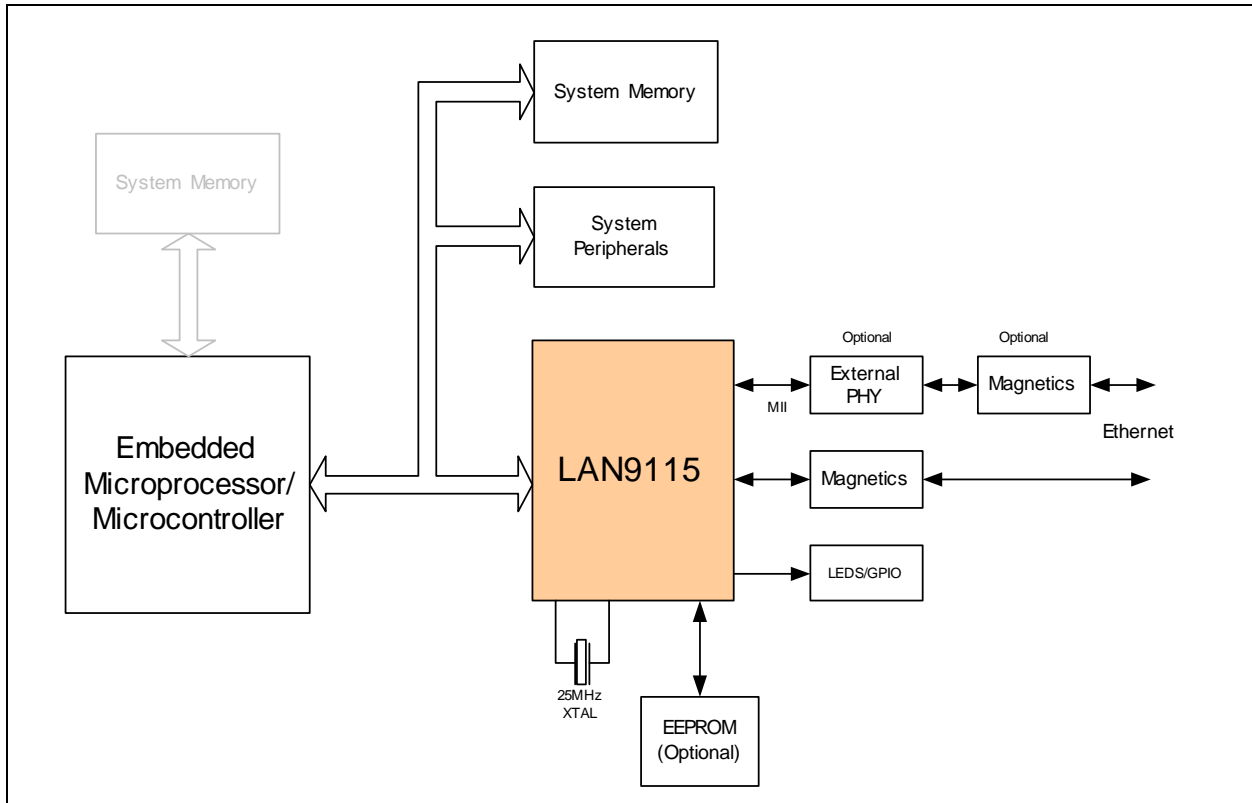 System Memory
System Memory
System
Peripherals
Embedded
Microprocessor/
Microcontroller
LAN9115
Optional
External
PHY
MII
Optional
Magnetics
Ethernet
Magnetics
LEDS/GPIO
25MHz
XTAL
EEPROM
(Optional)